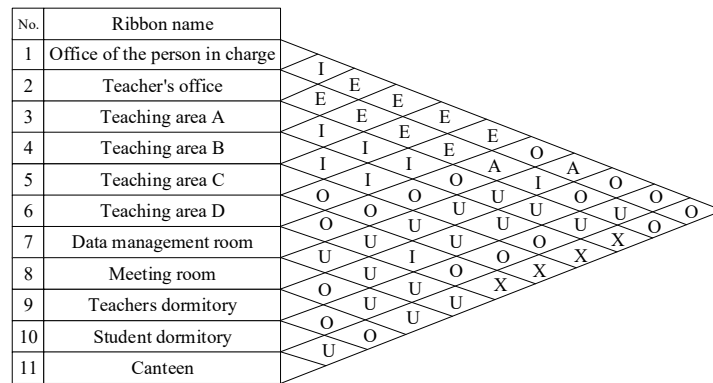 No. Ribbon name
1 Office of the person in charge
2 Teacher's office
3 Teaching area A
4 Teaching area B
5 Teaching area C
6 Teaching area D
7 Data management room
8 Meeting room
9 Teachers dormitory
10 Student dormitory
11 Canteen
I
E
E E
E E
I E E
I E O
I I A A
I O I O
O O U O O
O U U U O
O U U U O
U U O X
U I O X
U O X
O U X
U U
O U
O
U